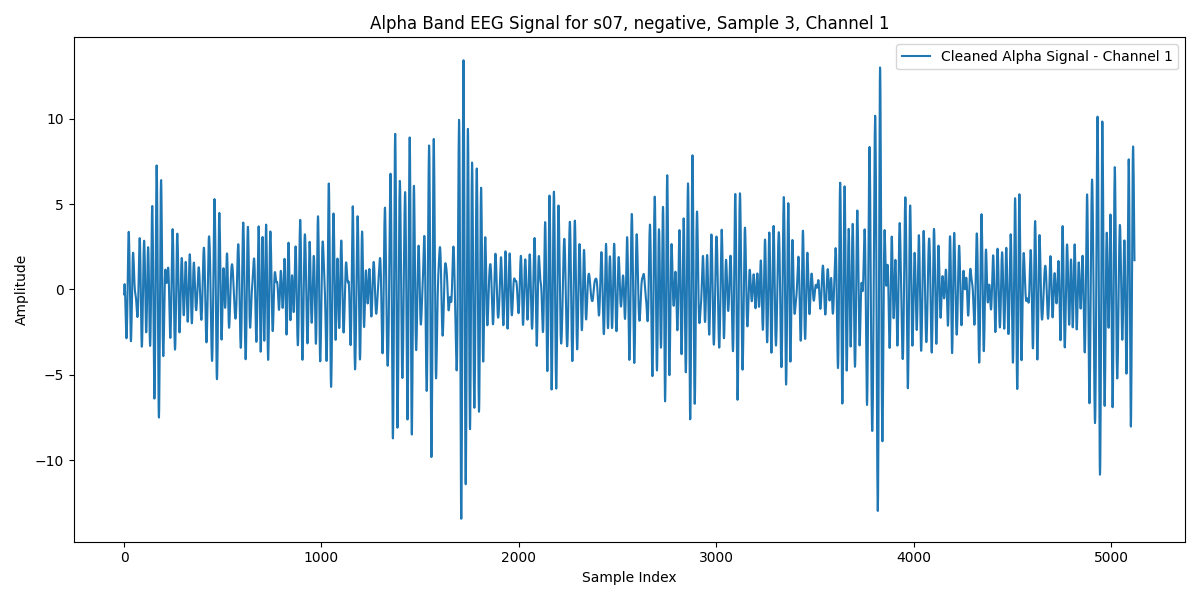 Alpha Band EEG Signal for s07, negative, Sample 3, Channel 1
Cleaned Alpha Signal - Channel 1
Amplitude
10
5
0
−5
−10
0 1000 2000 3000 4000 5000
Sample Index